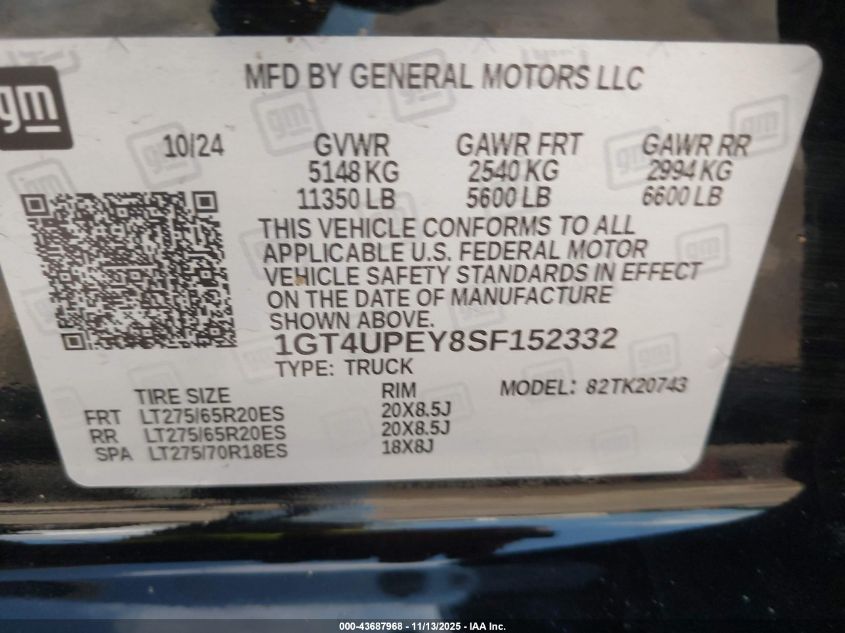 gm
MFD BY GENERAL MOTORS LLC
10/24 GVWR GAWR FRT GAWR RR
5148 KG 2540 KG 2994 KG
11350 LB 5600 LB 6600 LB
THIS VEHICLE CONFORMS TO ALL
APPLICABLE U.S. FEDERAL MOTOR
VEHICLE SAFETY STANDARDS IN EFFECT
ON THE DATE OF MANUFACTURE
SHOWN ABOVE.
1GT4UPEY8SF152332
TYPE: TRUCK
TIRE SIZE RIM MODEL: 82TK20743
FRT LT275/65R20ES 20X8.5J
RR LT275/65R20ES 20X8.5J
SPA LT275/70R18ES 18X8J
000-43687968 - 11/13/2025 - IAA Inc.